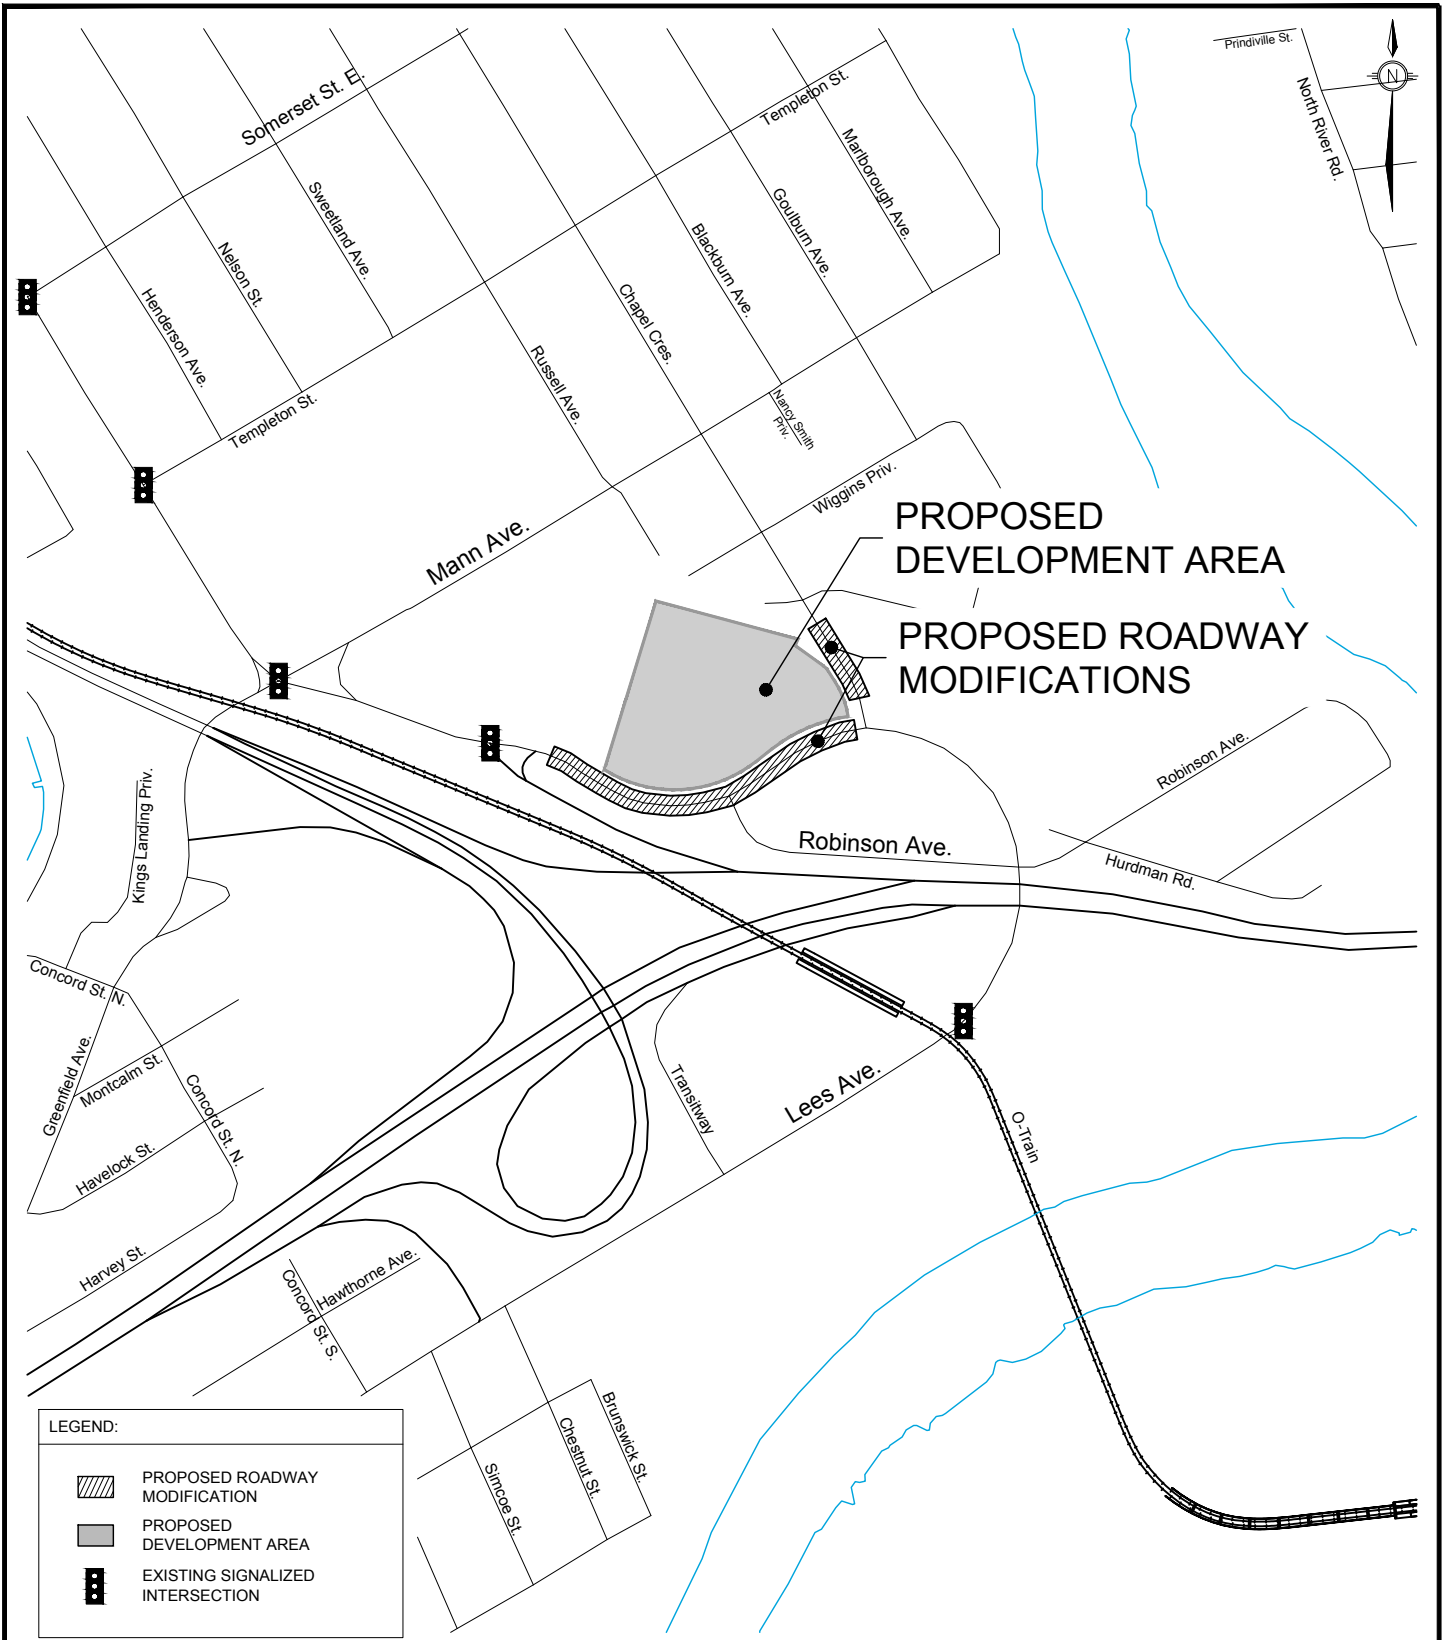 Prindiville St.
N
North River Rd.
Somerset St. E.
Templeton St.
Marlborough Ave.
Goulburn Ave.
Sweetland Ave.
Blackburn Ave.
Nelson St.
Chapel Cres.
Henderson Ave.
Russell Ave.
Templeton St.
Nancy Smith
Priv.
Wiggins Priv.
Mann Ave.
PROPOSED
DEVELOPMENT AREA
PROPOSED ROADWAY
MODIFICATIONS
Robinson Ave.
Kings Landing Priv.
Robinson Ave.
Hurdman Rd.
Concord St. N.
Greenfield Ave.
Montcalm St.
Concord St. N.
Transitway
Lees Ave.
O-Train
Havelock St.
Harvey St.
Hawthorne Ave.
Concord St. S.
Brunswick St.
Chestnut St.
Simcoe St.
LEGEND:
PROPOSED ROADWAY
MODIFICATION
PROPOSED
DEVELOPMENT AREA
EXISTING SIGNALIZED
INTERSECTION